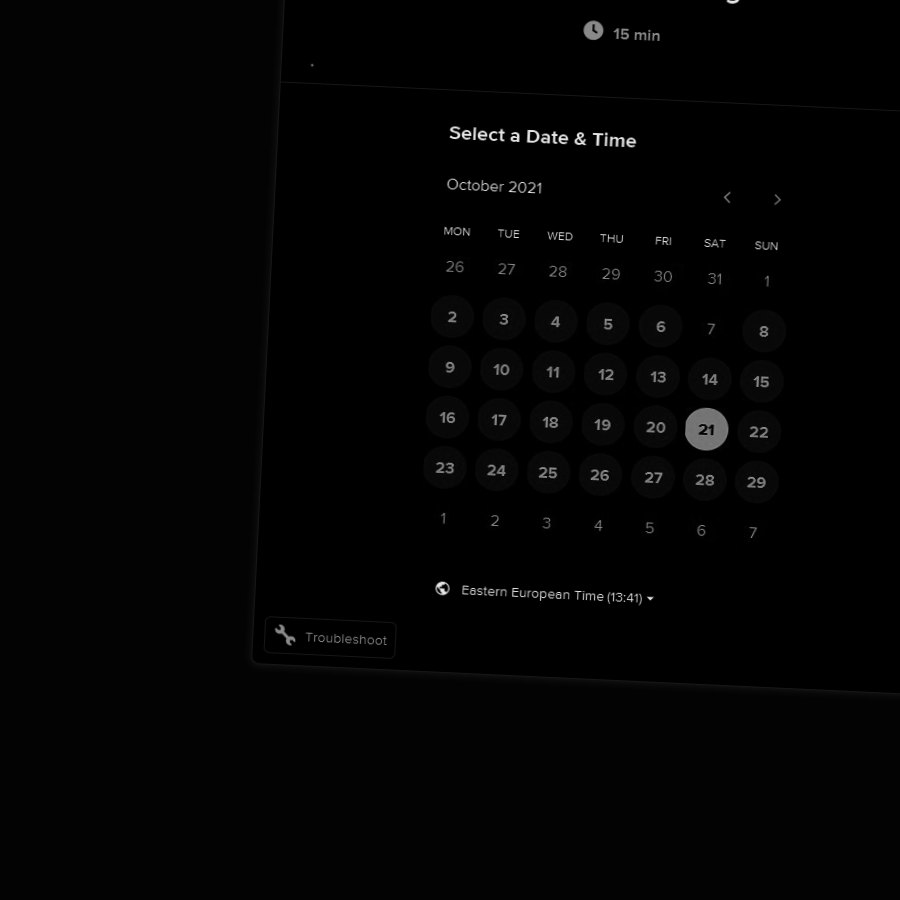 15 min
Select a Date & Time
October 2021
MON TUE WED THU FRI SAT SUN
26 27 28 29 30 31 1
2 3 4 5 6 7 8
9 10 11 12 13 14 15
16 17 18 19 20 21 22
23 24 25 26 27 28 29
1 2 3 4 5 6 7
Eastern European Time (13:41)
Troubleshoot